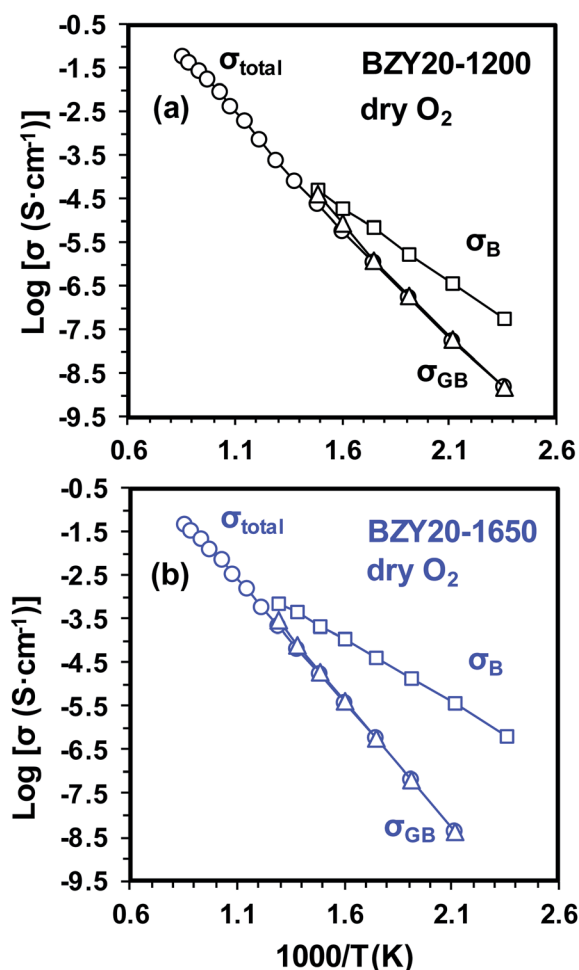 -0.5
-1.5
-2.5
-3.5
-4.5
-5.5
-6.5
-7.5
-8.5
-9.5
Log [σ (S·cm⁻¹)]
σtotal
BZY20-1200
(a)
dry O₂
σB
σGB
0.6
1.1
1.6
2.1
2.6
-0.5
-1.5
-2.5
-3.5
-4.5
-5.5
-6.5
-7.5
-8.5
-9.5
Log [σ (S·cm⁻¹)]
σtotal
BZY20-1650
(b)
dry O₂
σB
σGB
0.6
1.1
1.6
2.1
2.6
1000/T(K)